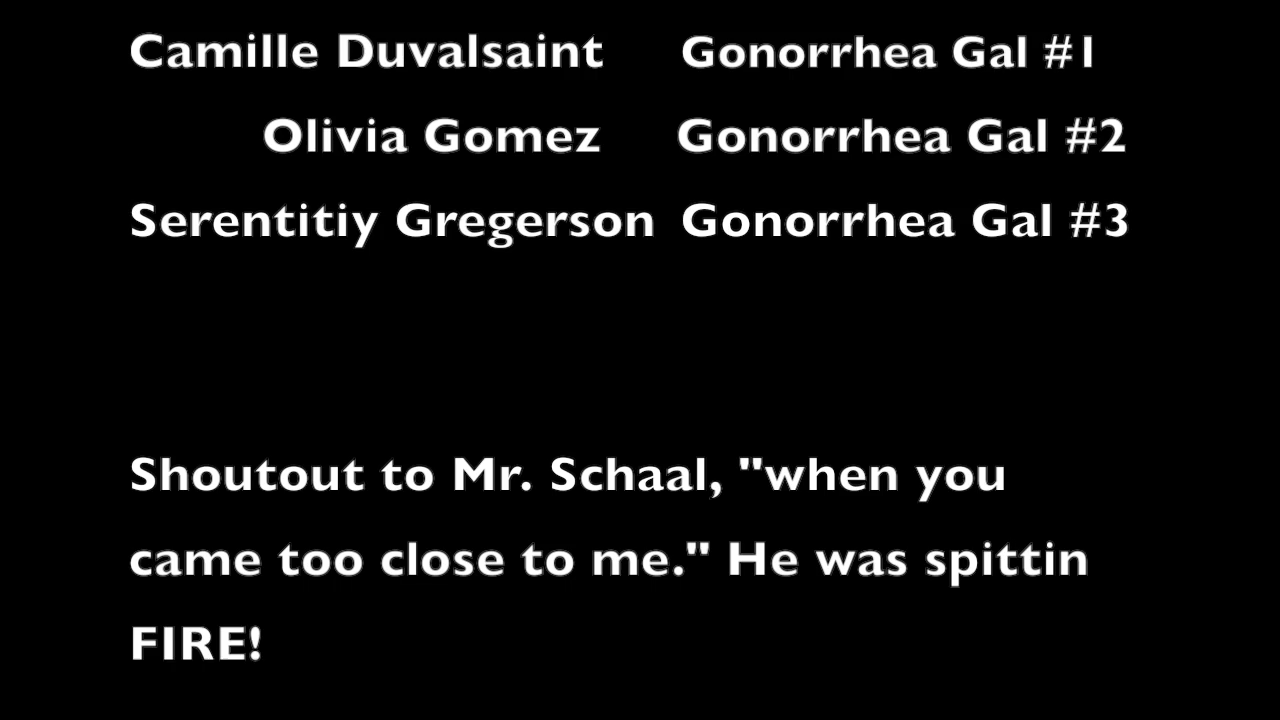 Camille Duvalsaint Gonorrhea Gal #1
Olivia Gomez Gonorrhea Gal #2
Serentitiy Gregerson Gonorrhea Gal #3
Shoutout to Mr. Schaal, "when you
came too close to me." He was spittin
FIRE!